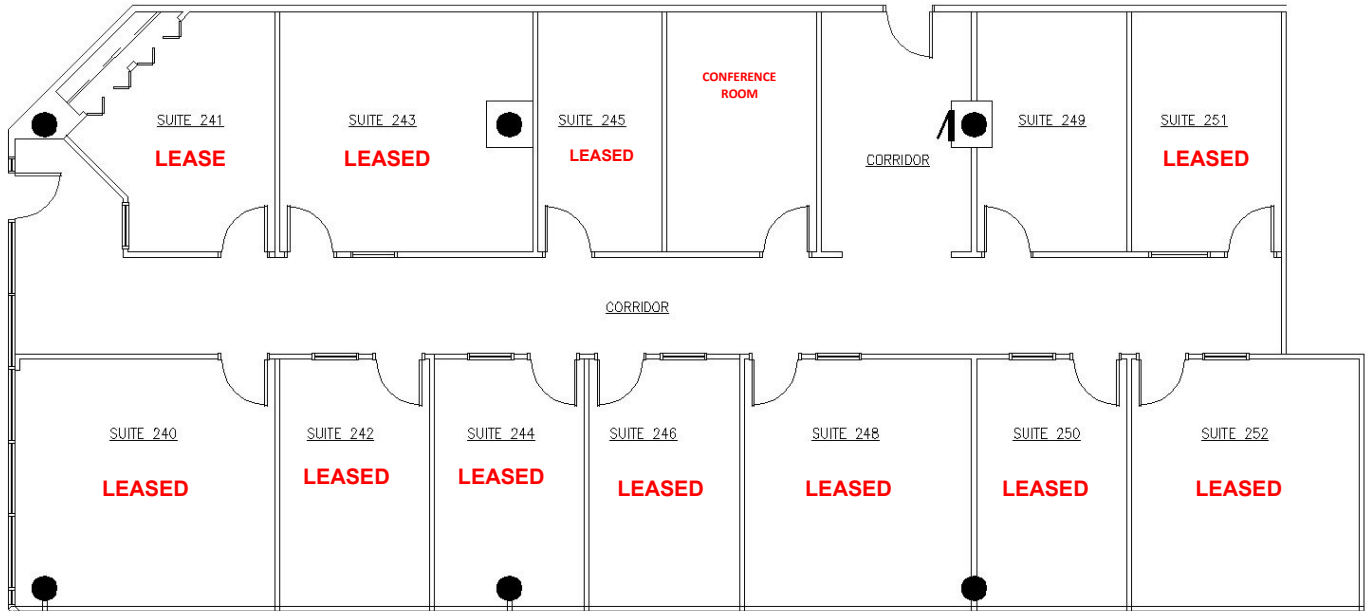 CONFERENCE
ROOM
SUITE 241
LEASE
SUITE 243
LEASED
SUITE 245
LEASED
CORRIDOR
SUITE 249
SUITE 251
LEASED
CORRIDOR
SUITE 240
LEASED
SUITE 242
LEASED
SUITE 244
LEASED
SUITE 246
LEASED
SUITE 248
LEASED
SUITE 250
LEASED
SUITE 252
LEASED